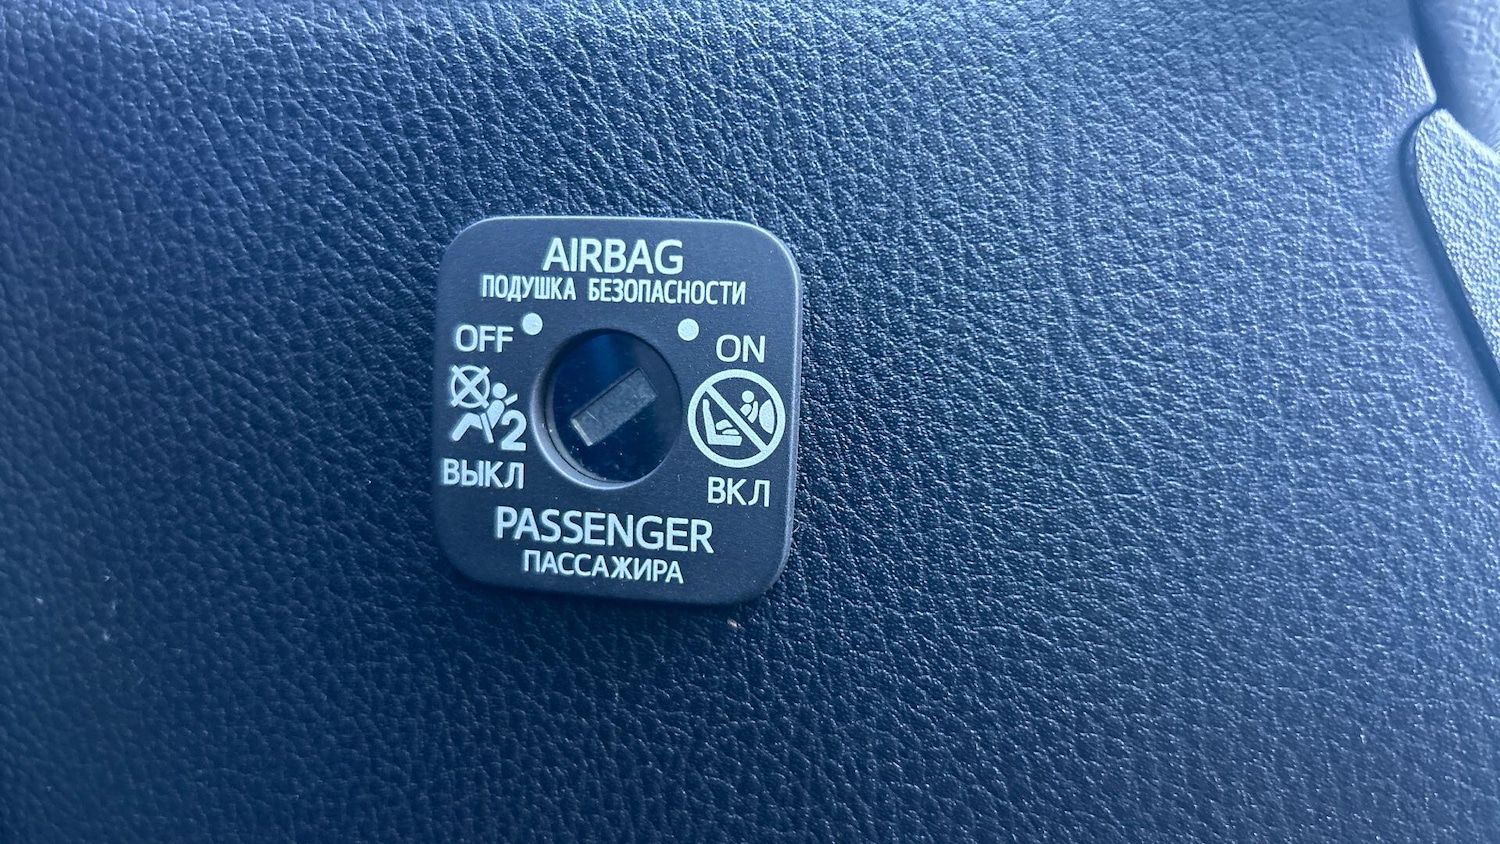 AIRBAG
ПОДУШКА БЕЗОПАСНОСТИ
OFF
ON
2
ВЫКЛ
ВКЛ
PASSENGER
ПАССАЖИРА